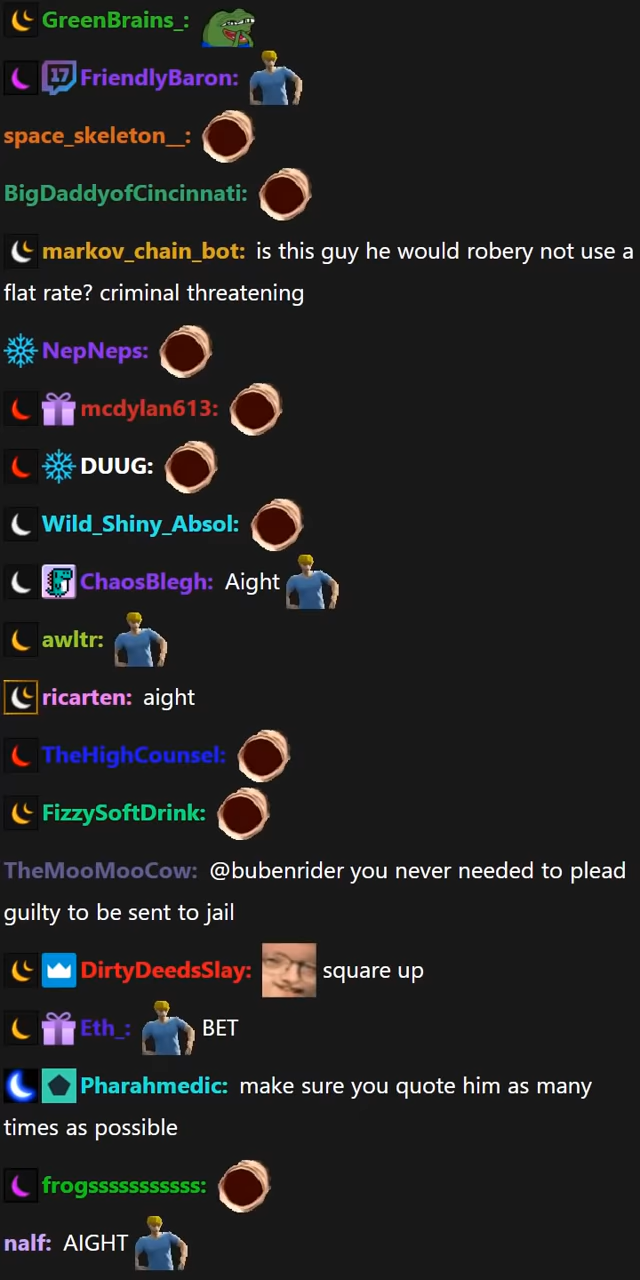 GreenBrains_:
17 FriendlyBaron:
space_skeleton__:
BigDaddyofCincinnati:
markov_chain_bot: is this guy he would robery not use a
flat rate? criminal threatening
NepNeps:
mcdylan613:
DUUG:
Wild_Shiny_Absol:
ChaosBlegh: Aight
awltr:
ricarten: aight
TheHighCounsel:
FizzySoftDrink:
TheMooMooCow: @bubenrider you never needed to plead
guilty to be sent to jail
DirtyDeedsSlay: square up
Eth_: BET
Pharahmedic: make sure you quote him as many
times as possible
frogsssssssssss:
nalf: AIGHT